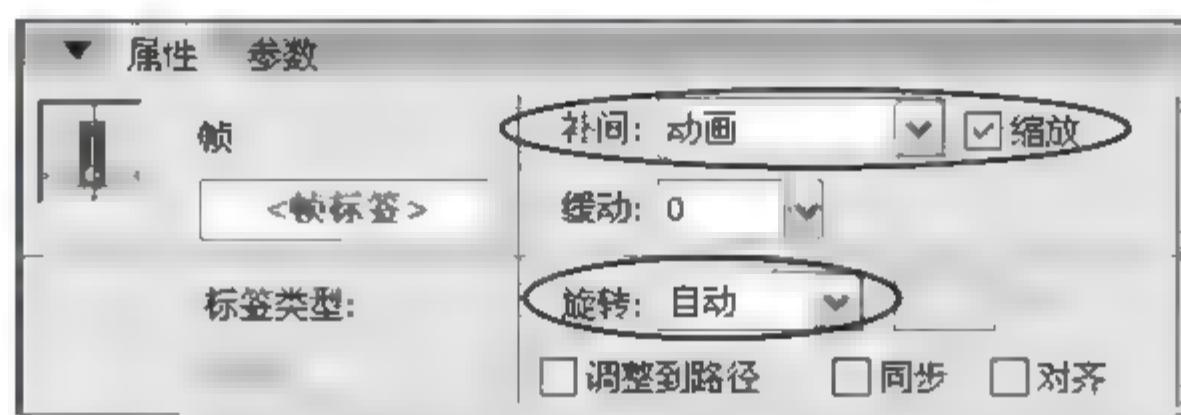 属性 参数
帧 补间: 动画 缩放
<帧标签> 缓动: 0
标签类型: 旋转: 自动
调整到路径 同步 对齐